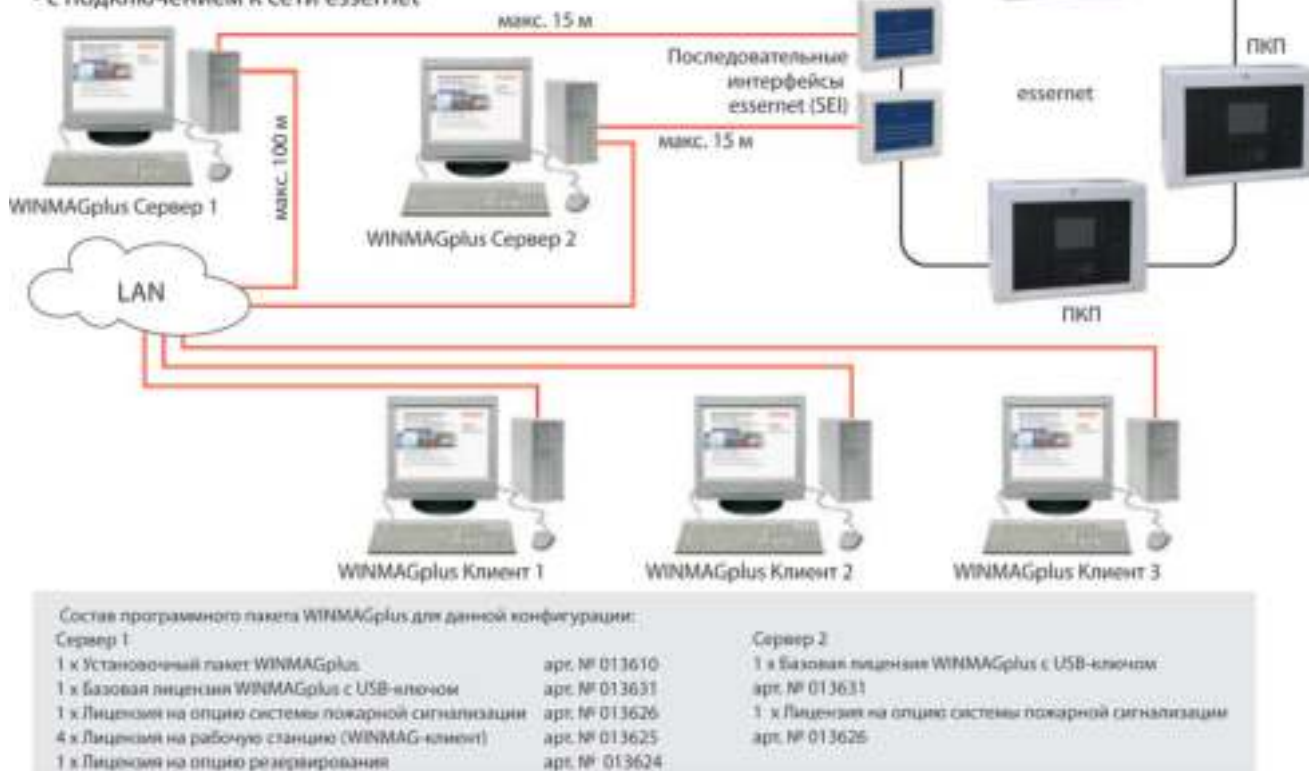 - с подключением к сети essernet
макс. 15 м
Последовательные
интерфейсы
essernet (SEI)
essernet
ПКП
макс. 100 м
макс. 15 м
WINMAGplus Сервер 1
WINMAGplus Сервер 2
LAN
ПКП
WINMAGplus Клиент 1
WINMAGplus Клиент 2
WINMAGplus Клиент 3
Состав программного пакета WINMAGplus для данной конфигурации:
Сервер 1
1 x Установочный пакет WINMAGplus арт. № 013610
1 x Базовая лицензия WINMAGplus с USB-ключом арт. № 013631
1 x Лицензия на опцию системы пожарной сигнализации арт. № 013626
4 x Лицензия на рабочую станцию (WINMAG-клиент) арт. № 013625
1 x Лицензия на опцию резервирования арт. № 013624
Сервер 2
1 x Базовая лицензия WINMAGplus с USB-ключом
арт. № 013631
1 x Лицензия на опцию системы пожарной сигнализации
арт. № 013626